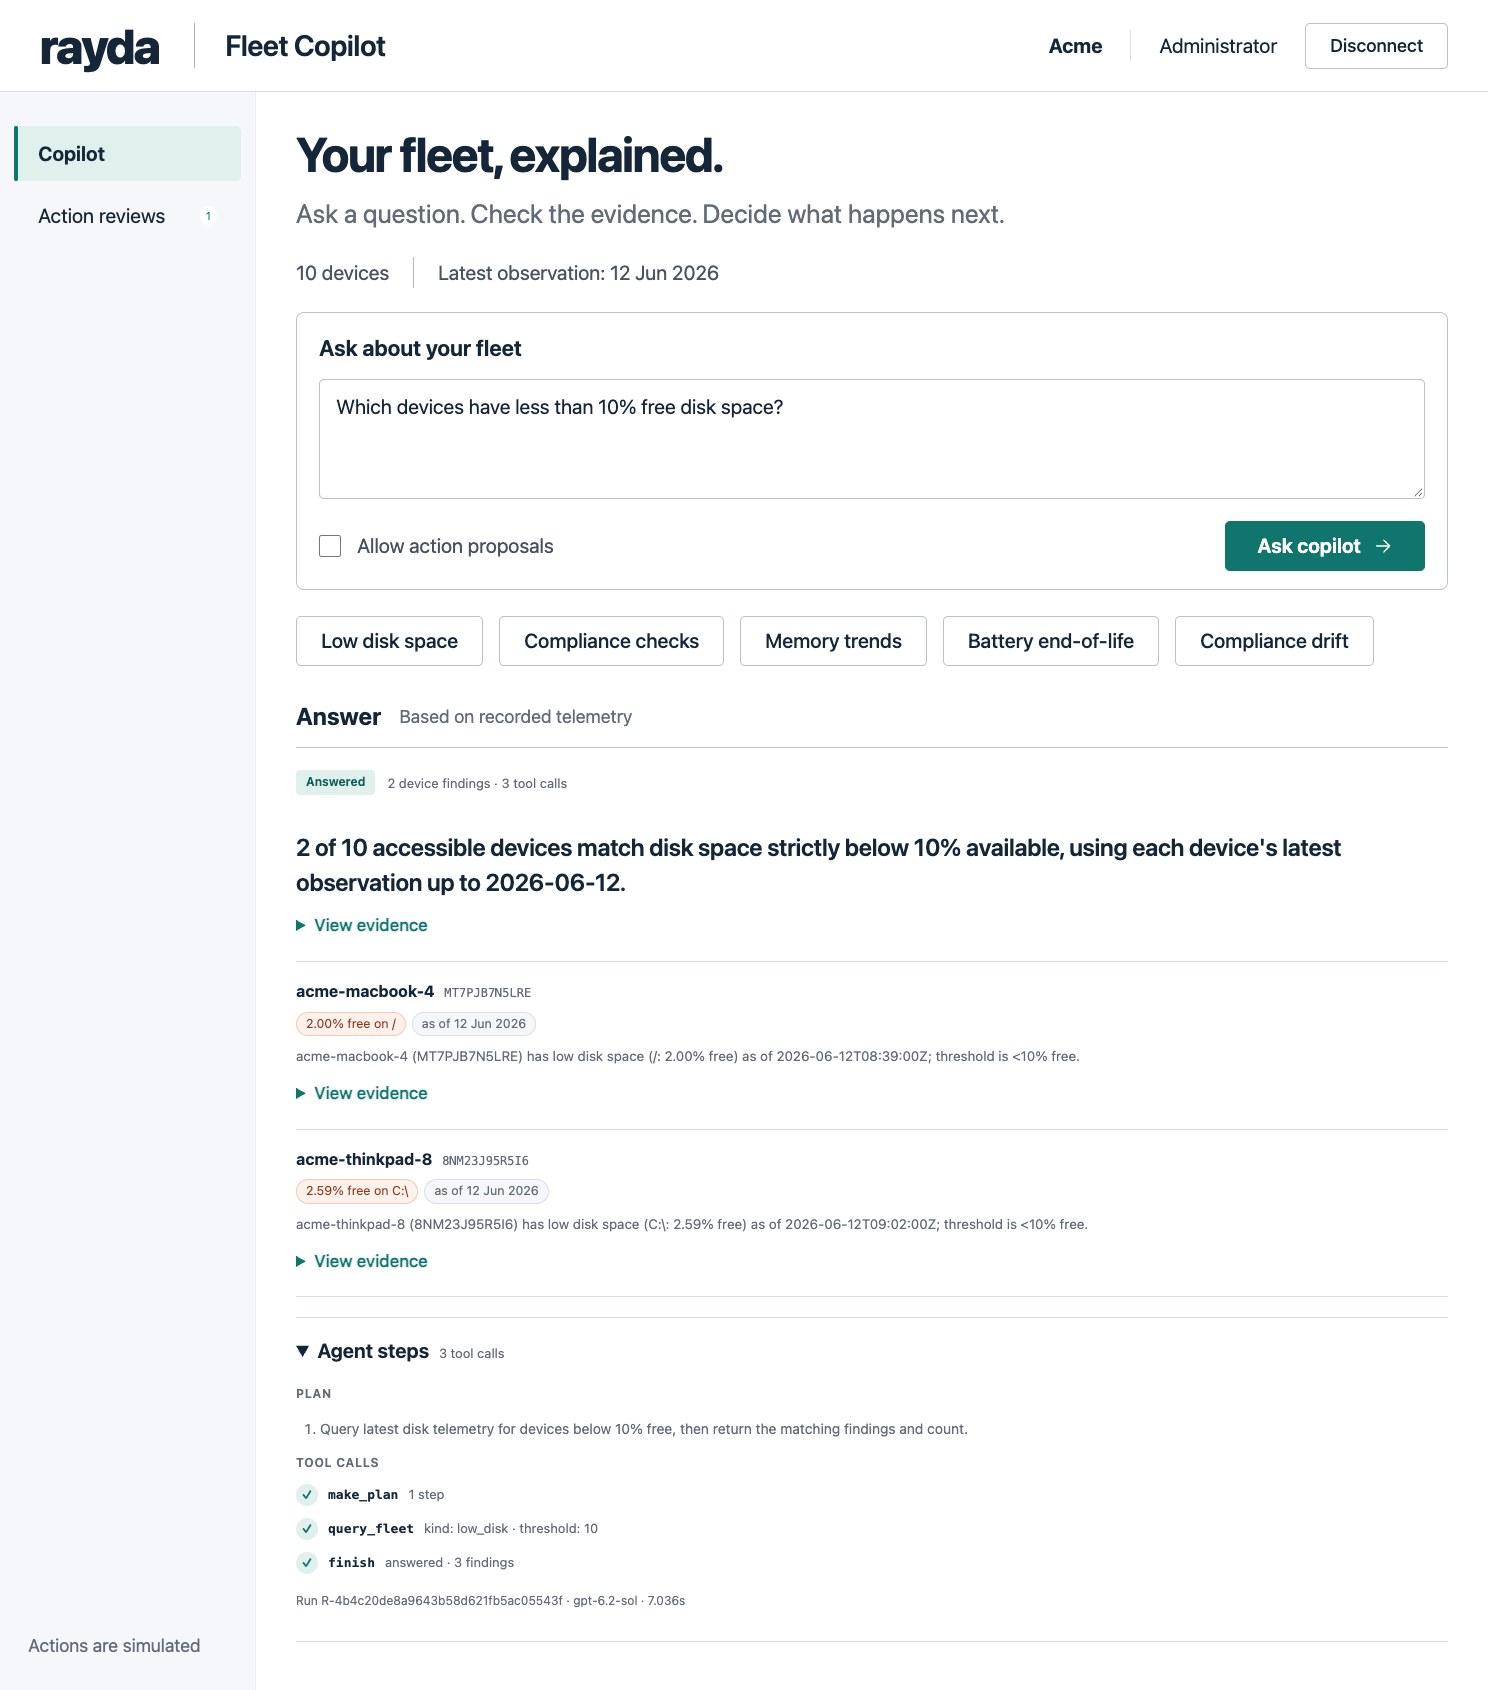 rayda
Fleet Copilot
Acme
Administrator
Disconnect
Copilot
Action reviews 1
Your fleet, explained.
Ask a question. Check the evidence. Decide what happens next.
10 devices
Latest observation: 12 Jun 2026
Ask about your fleet
Which devices have less than 10% free disk space?
Allow action proposals
Ask copilot →
Low disk space
Compliance checks
Memory trends
Battery end-of-life
Compliance drift
Answer Based on recorded telemetry
Answered 2 device findings · 3 tool calls
2 of 10 accessible devices match disk space strictly below 10% available, using each device's latest
observation up to 2026-06-12.
View evidence
acme-macbook-4 MT7PJB7N5LRE
2.00% free on / as of 12 Jun 2026
acme-macbook-4 (MT7PJB7N5LRE) has low disk space (/: 2.00% free) as of 2026-06-12T08:39:00Z; threshold is <10% free.
View evidence
acme-thinkpad-8 8NM23J95R5I6
2.59% free on C:\ as of 12 Jun 2026
acme-thinkpad-8 (8NM23J95R5I6) has low disk space (C:\: 2.59% free) as of 2026-06-12T09:02:00Z; threshold is <10% free.
View evidence
Agent steps 3 tool calls
PLAN
1. Query latest disk telemetry for devices below 10% free, then return the matching findings and count.
TOOL CALLS
make_plan 1 step
query_fleet kind: low_disk · threshold: 10
finish answered · 3 findings
Run R-4b4c20de8a9643b58d621fb5ac05543f · gpt-6.2-sol · 7.036s
Actions are simulated